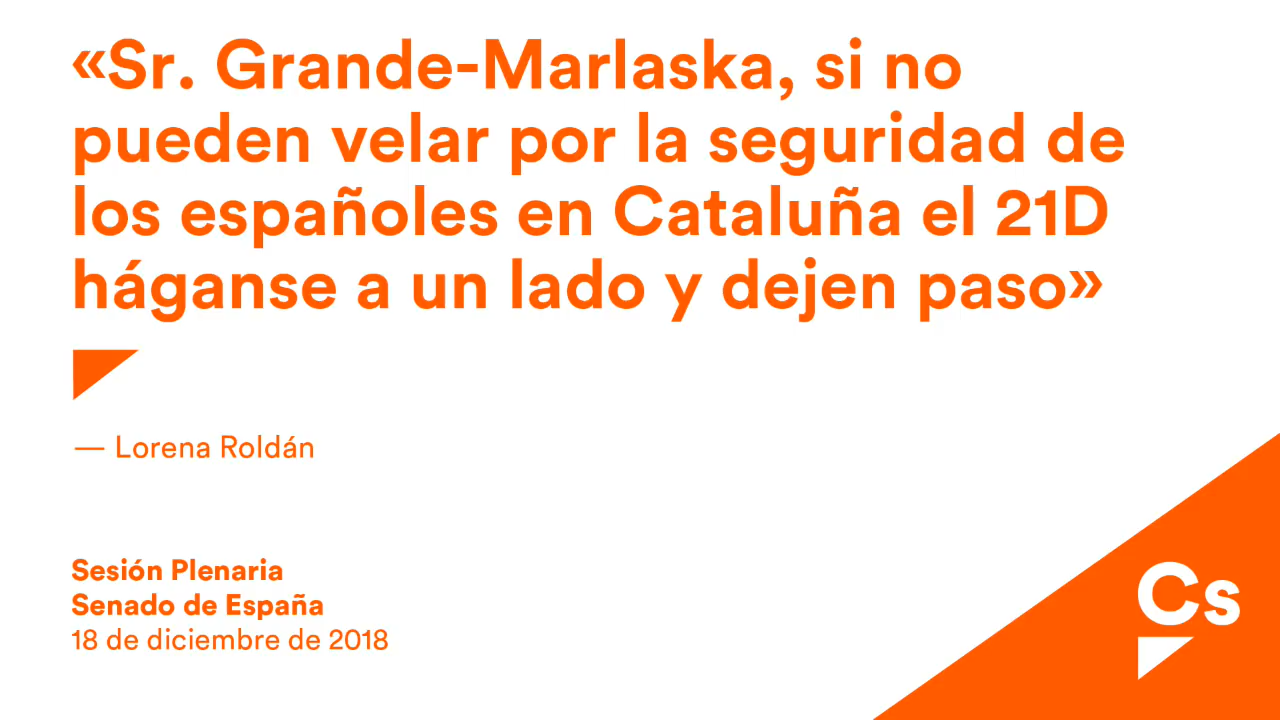 «Sr. Grande-Marlaska, si no
pueden velar por la seguridad de
los españoles en Cataluña el 21D
háganse a un lado y dejen paso»
— Lorena Roldán
Sesión Plenaria
Senado de España
18 de diciembre de 2018
Cs